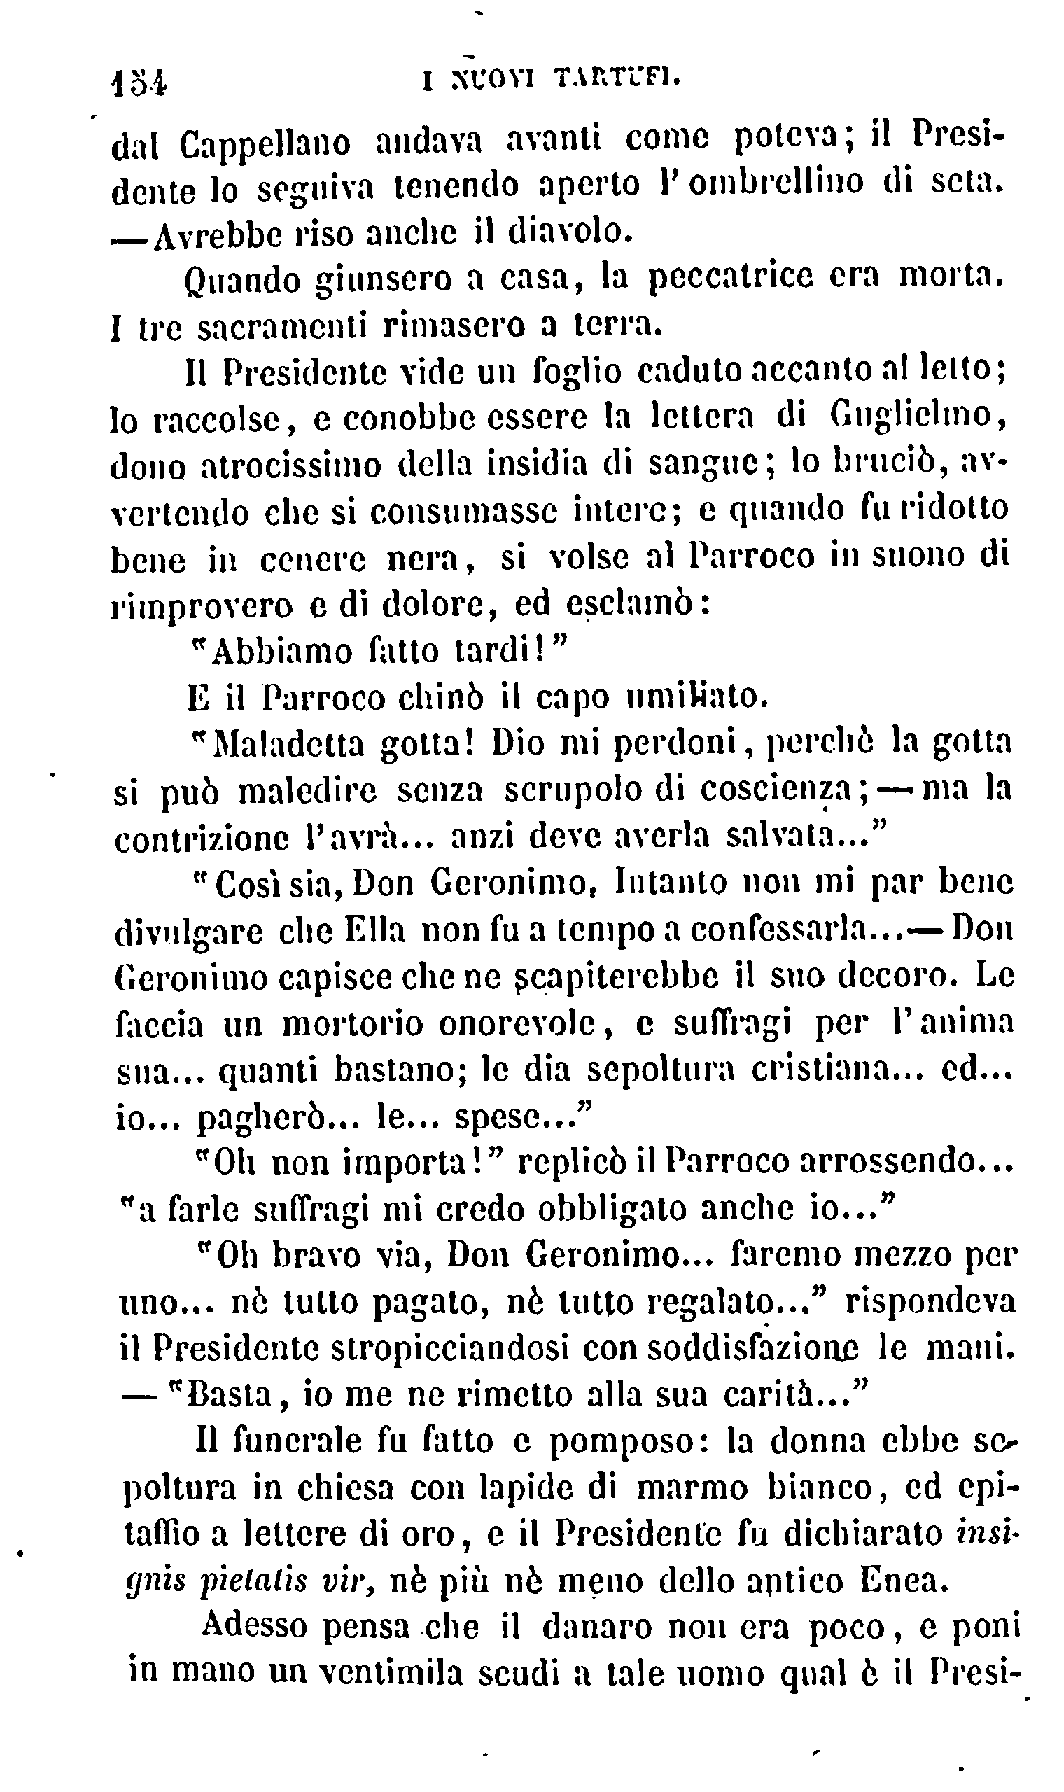 154 I NUOVI TARTUFI.
dal Cappellano andava avanti come poteva; il Presi-
dente lo seguiva tenendo aperto l'ombrellino di seta.
—Avrebbe riso anche il diavolo.
Quando giunsero a casa, la peccatrice era morta.
I tre sacramenti rimasero a terra.
Il Presidente vide un foglio caduto accanto al letto;
lo raccolse, e conobbe essere la lettera di Guglielmo,
dono atrocissimo della insidia di sangue; lo bruciò, av-
vertendo che si consumasse intere; e quando fu ridotto
bene in cenere nera, si volse al Parroco in suono di
rimprovero e di dolore, ed esclamò:
"Abbiamo fatto tardi!"
E il Parroco chinò il capo umiliato.
"Maladetta gotta! Dio mi perdoni, perchè la gotta
si può maledire senza scrupolo di coscienza;—ma la
contrizione l'avrà... anzi deve averla salvata..."
"Così sia, Don Geronimo, Intanto non mi par bene
divulgare che Ella non fu a tempo a confessarla...—Don
Geronimo capisce che ne scapiterebbe il suo decoro. Le
faccia un mortorio onorevole, e suffragi per l'anima
sua... quanti bastano; le dia sepoltura cristiana... ed...
io... pagherò... le... spese..."
"Oh non importa!" replicò il Parroco arrossendo...
"a farle suffragi mi credo obbligato anche io..."
"Oh bravo via, Don Geronimo... faremo mezzo per
uno... nè tutto pagato, nè tutto regalato..." rispondeva
il Presidente stropicciandosi con soddisfazione le mani.
— "Basta, io me ne rimetto alla sua carità..."
Il funerale fu fatto e pomposo: la donna ebbe se-
poltura in chiesa con lapide di marmo bianco, ed epi-
taffio a lettere di oro, e il Presidente fu dichiarato insi-
gnis pietatis vir, nè più nè meno dello antico Enea.
Adesso pensa che il danaro non era poco, e poni
in mano un ventimila scudi a tale uomo qual è il Presi-